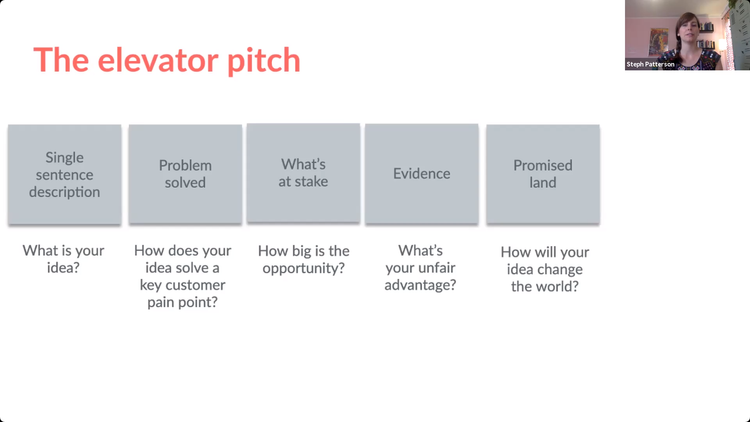 The elevator pitch
Steph Patterson
Single
sentence
description
Problem
solved
What's
at stake
Evidence
Promised
land
What is your
idea?
How does your
idea solve a
key customer
pain point?
How big is the
opportunity?
What's
your unfair
advantage?
How will your
idea change
the world?